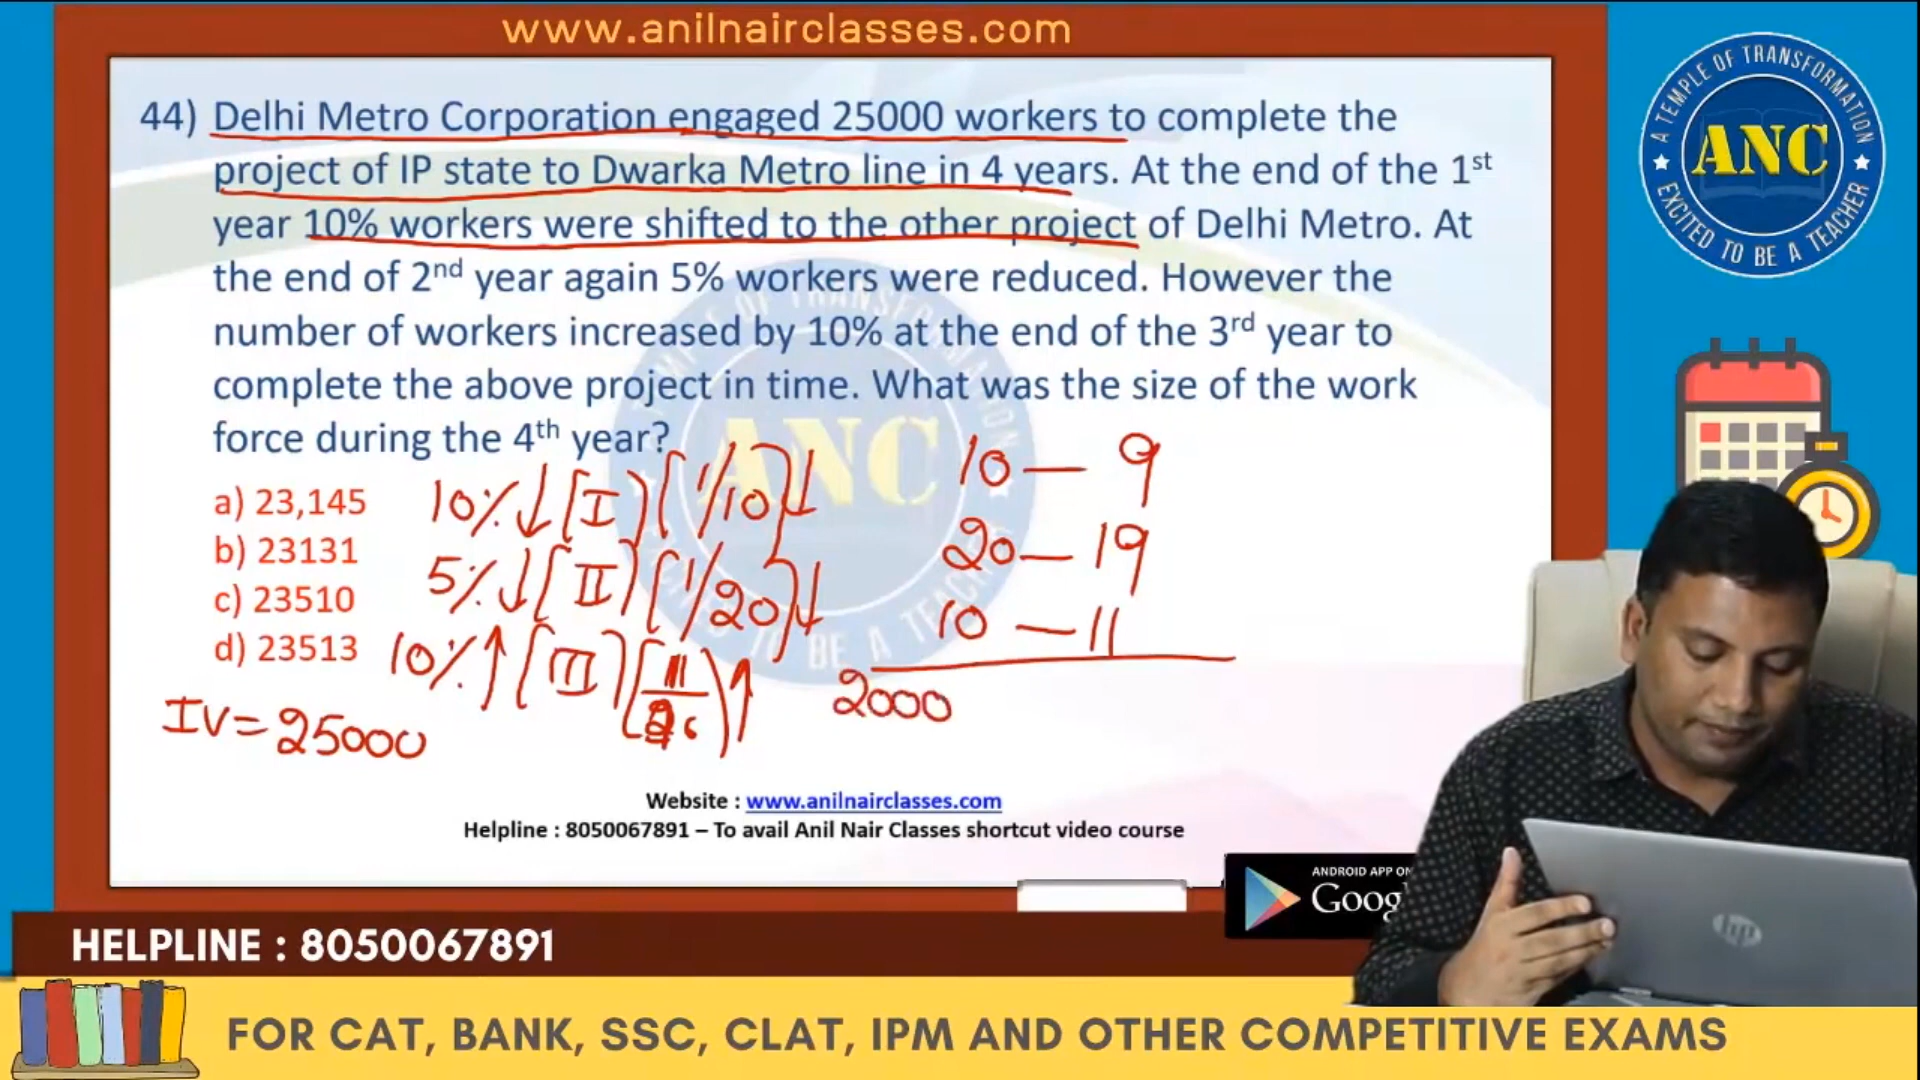 www.anilnairclasses.com
44) Delhi Metro Corporation engaged 25000 workers to complete the
project of IP state to Dwarka Metro line in 4 years. At the end of the 1st
year 10% workers were shifted to the other project of Delhi Metro. At
the end of 2nd year again 5% workers were reduced. However the
number of workers increased by 10% at the end of the 3rd year to
complete the above project in time. What was the size of the work
force during the 4th year?
a) 23,145
b) 23131
c) 23510
d) 23513
10% ↓ [I] [1/10] ↓
5% ↓ [II] [1/20] ↓
10% ↑ [III]
IV = 25000
10 — 9
20 — 19
10 — 11
2000
Website : www.anilnairclasses.com
Helpline : 8050067891 – To avail Anil Nair Classes shortcut video course
A TEMPLE OF TRANSFORMATION
ANC
EXCITED TO BE A TEACHER
ANDROID APP ON
Goog
hp
HELPLINE : 8050067891
FOR CAT, BANK, SSC, CLAT, IPM AND OTHER COMPETITIVE EXAMS